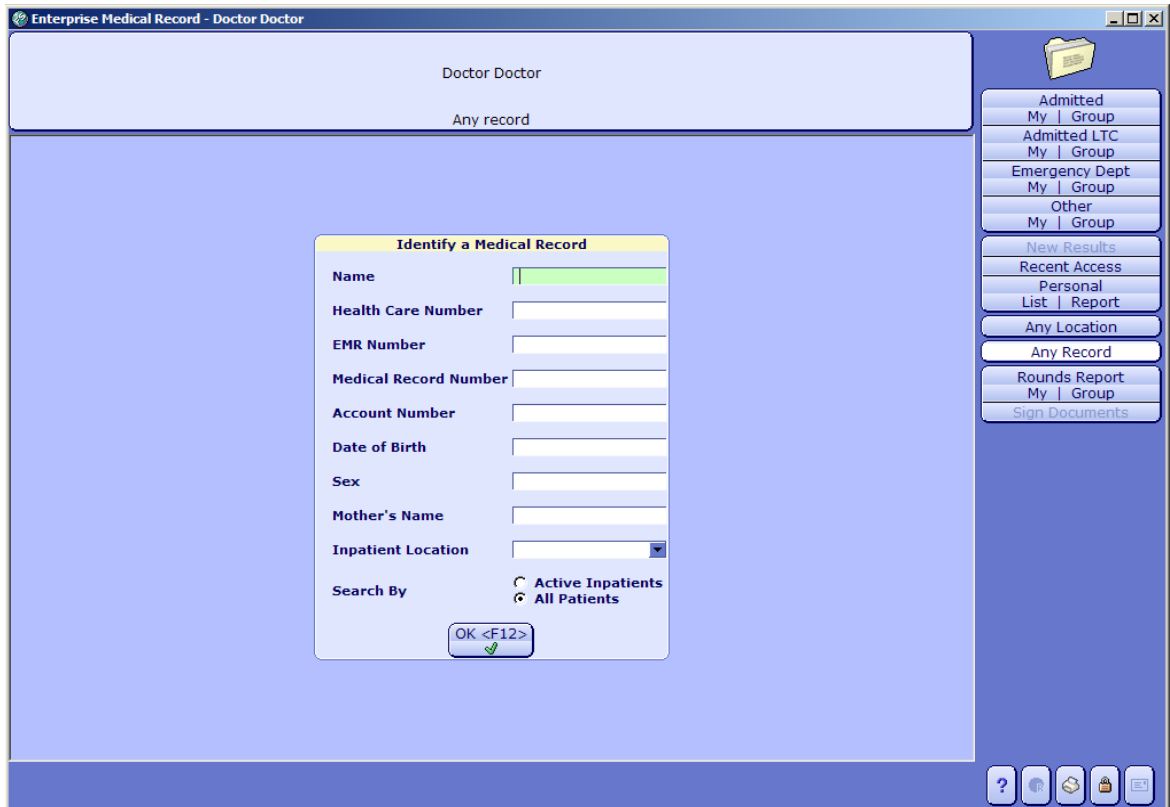 Enterprise Medical Record - Doctor Doctor
Doctor Doctor
Any record
Identify a Medical Record
Name
Health Care Number
EMR Number
Medical Record Number
Account Number
Date of Birth
Sex
Mother's Name
Inpatient Location
Search By
Active Inpatients
All Patients
OK <F12>
Admitted
My | Group
Admitted LTC
My | Group
Emergency Dept
My | Group
Other
My | Group
New Results
Recent Access
Personal
List | Report
Any Location
Any Record
Rounds Report
My | Group
Sign Documents
?